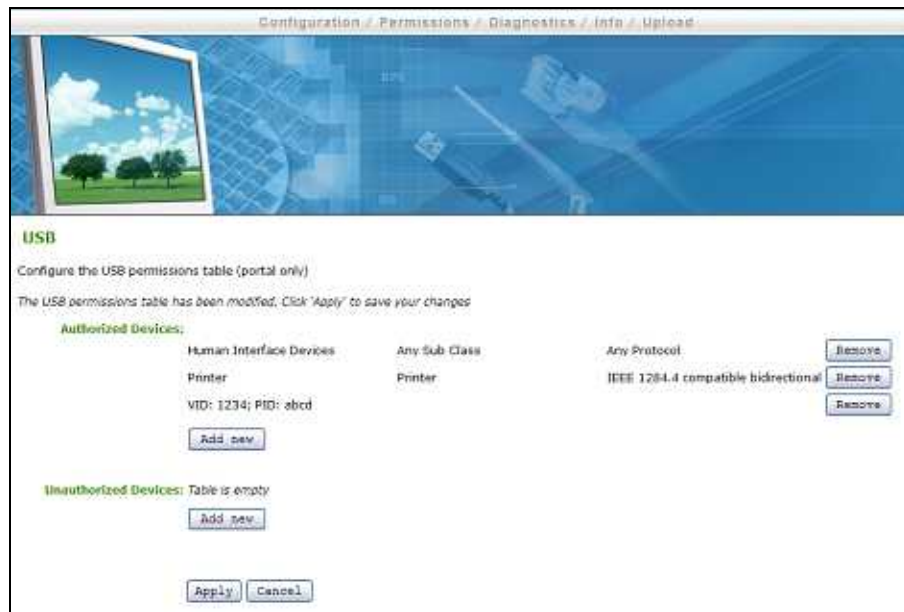 Configuration / Permissions / Diagnostics / Info / Upload
USB
Configure the USB permissions table (portal only)
The USB permissions table has been modified. Click 'Apply' to save your changes
Authorized Devices:
Human Interface Devices Any Sub Class Any Protocol Remove
Printer Printer IEEE 1284.4 compatible bidirectional Remove
VID: 1234; PID: abcd Remove
Add new
Unauthorized Devices: Table is empty
Add new
Apply Cancel